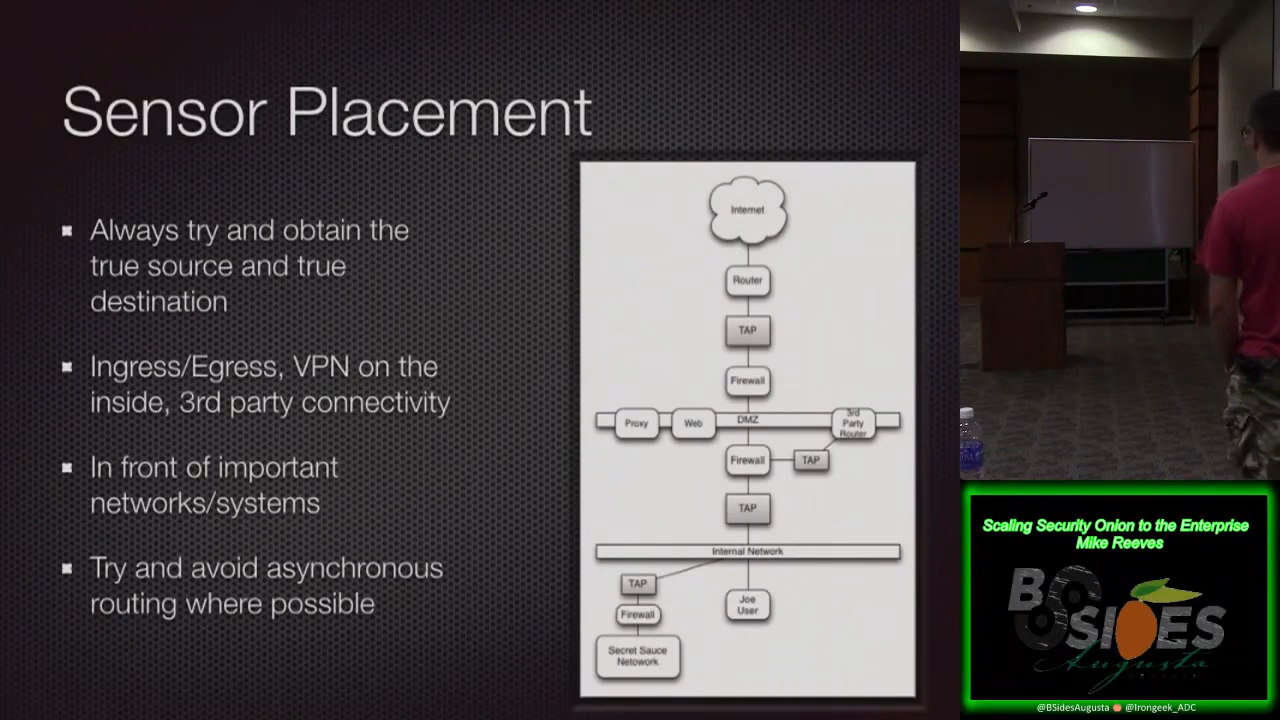 Sensor Placement
Always try and obtain the
true source and true
destination
Ingress/Egress, VPN on the
inside, 3rd party connectivity
In front of important
networks/systems
Try and avoid asynchronous
routing where possible
Internet
Router
TAP
Firewall
DMZ
Proxy
Web
3rd
Party
Router
Firewall
TAP
TAP
Internal Network
TAP
Firewall
Secret Sauce
Netowork
Joe
User
Scaling Security Onion to the Enterprise
Mike Reeves
BSIDES
Augusta
@BSidesAugusta @Irongeek_ADC